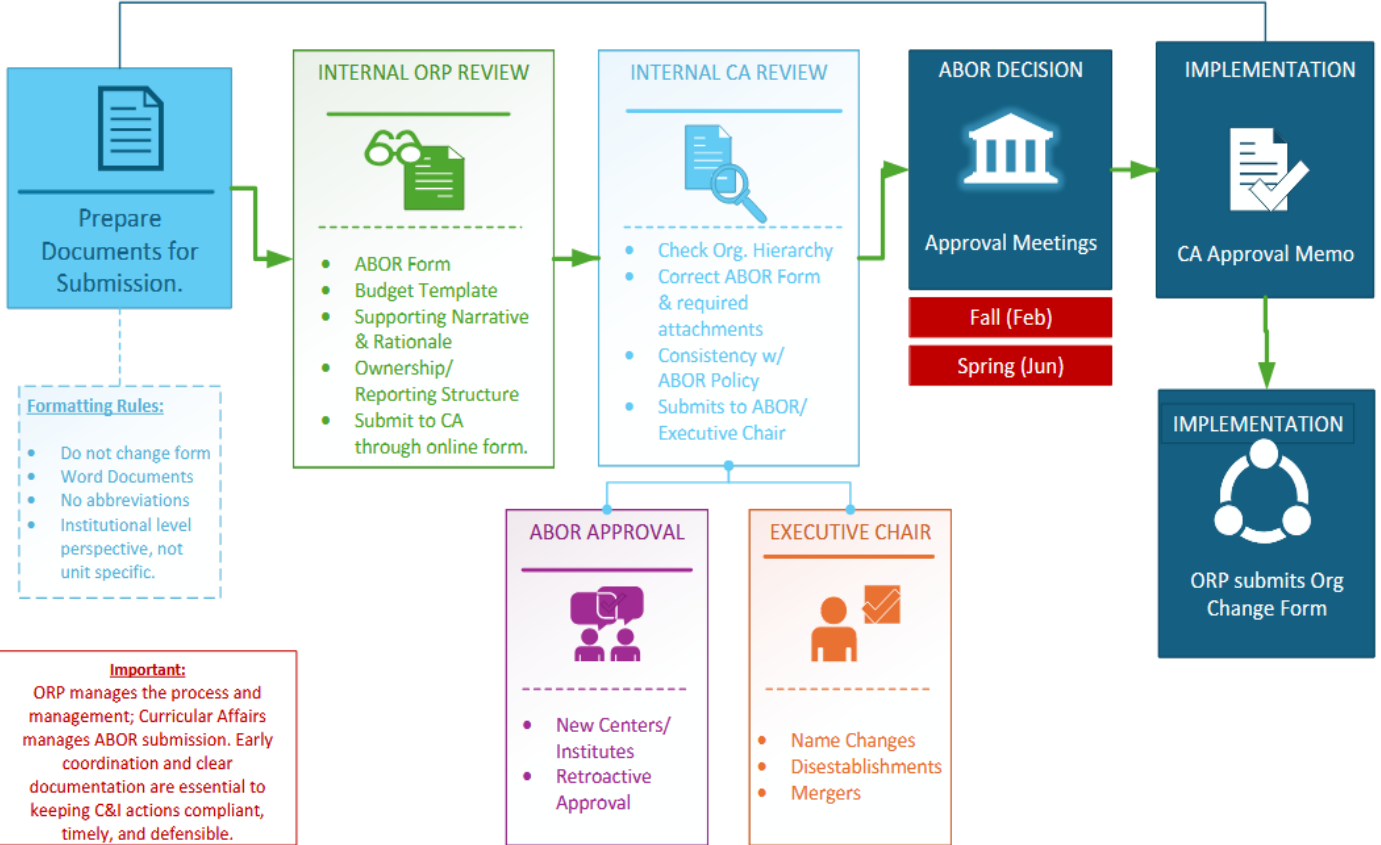 Prepare
Documents for
Submission.
Formatting Rules:
• Do not change form
• Word Documents
• No abbreviations
• Institutional level
perspective, not
unit specific.
Important:
ORP manages the process and
management; Curricular Affairs
manages ABOR submission. Early
coordination and clear
documentation are essential to
keeping C&I actions compliant,
timely, and defensible.
INTERNAL ORP REVIEW
• ABOR Form
• Budget Template
• Supporting Narrative
& Rationale
• Ownership/
Reporting Structure
• Submit to CA
through online form.
INTERNAL CA REVIEW
• Check Org. Hierarchy
• Correct ABOR Form
& required
attachments
• Consistency w/
ABOR Policy
• Submits to ABOR/
Executive Chair
ABOR APPROVAL
• New Centers/
Institutes
• Retroactive
Approval
EXECUTIVE CHAIR
• Name Changes
• Disestablishments
• Mergers
ABOR DECISION
Approval Meetings
Fall (Feb)
Spring (Jun)
IMPLEMENTATION
CA Approval Memo
IMPLEMENTATION
ORP submits Org
Change Form